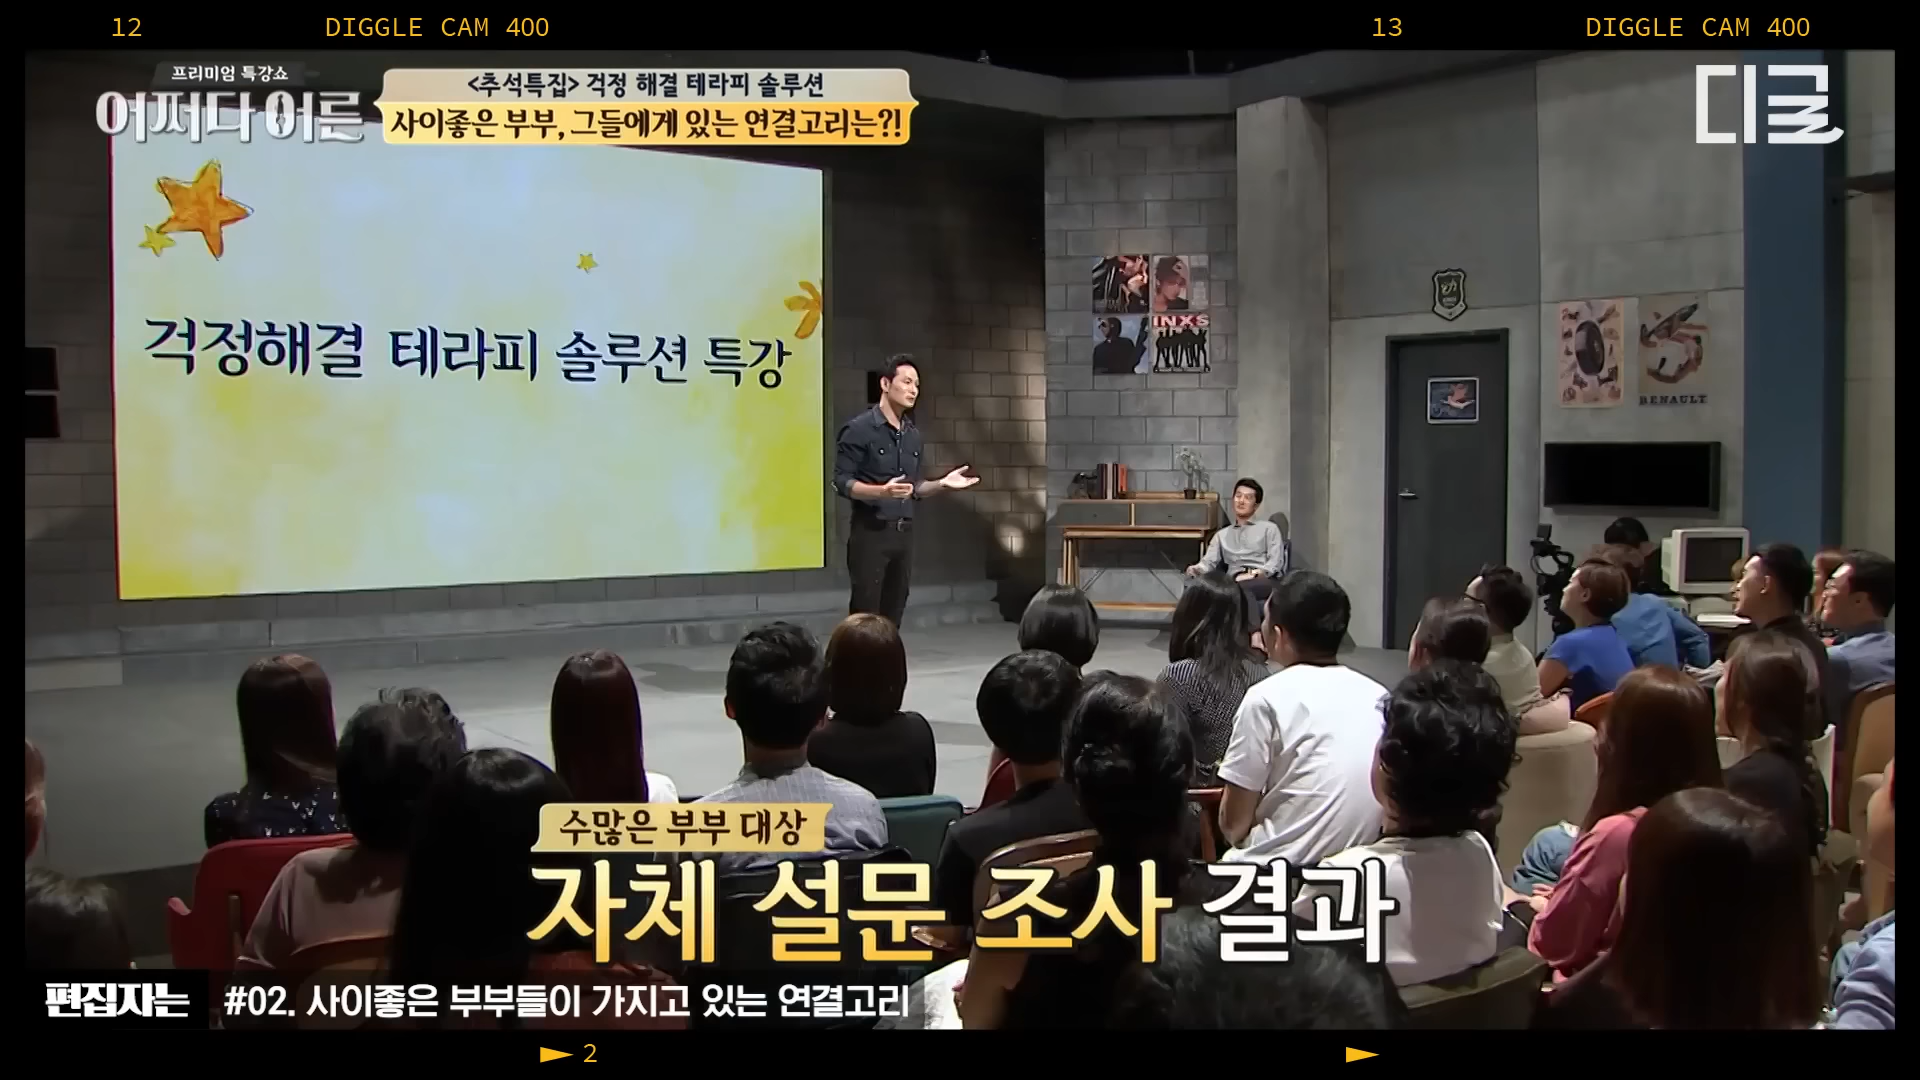 12
DIGGLE CAM 400
13
DIGGLE CAM 400
프리미엄 특강쇼
어쩌다 어른
<추석특집> 걱정 해결 테라피 솔루션
사이좋은 부부, 그들에게 있는 연결고리는?!
디글
걱정해결 테라피 솔루션 특강
INXS
RENAULT
수많은 부부 대상
자체 설문 조사 결과
편집자는
#02. 사이좋은 부부들이 가지고 있는 연결고리
2